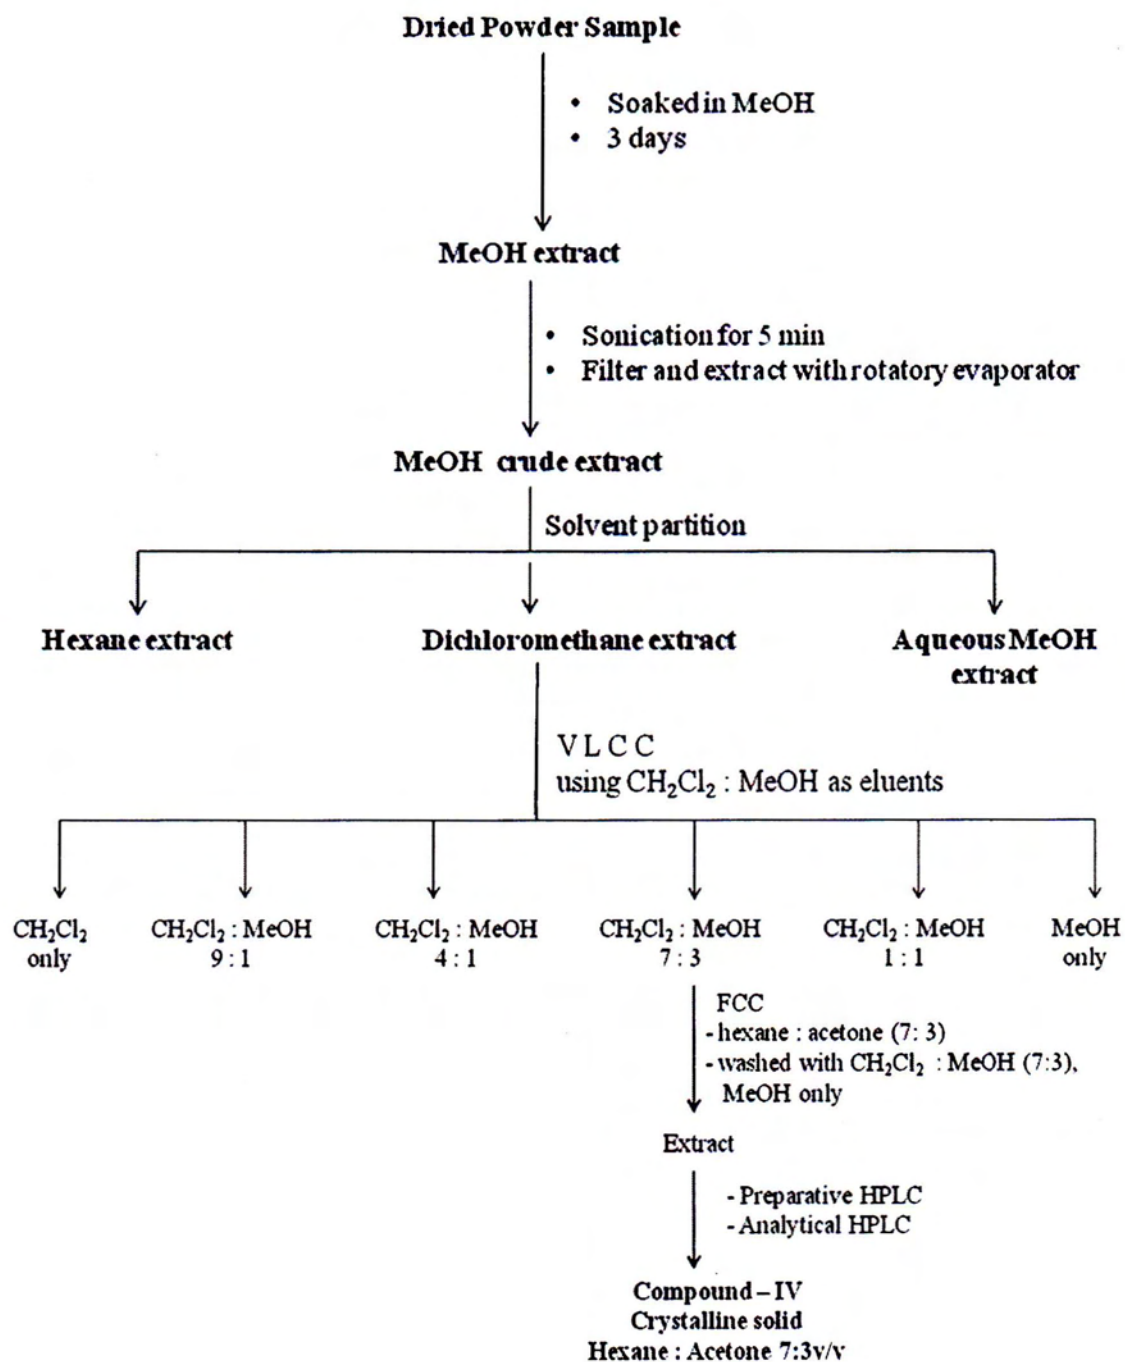 Dried Powder Sample
• Soaked in MeOH
• 3 days
MeOH extract
• Sonication for 5 min
• Filter and extract with rotatory evaporator
MeOH crude extract
Solvent partition
Hexane extract
Dichloromethane extract
Aqueous MeOH
extract
V L C C
using CH₂Cl₂ : MeOH as eluents
CH₂Cl₂
only
CH₂Cl₂ : MeOH
9 : 1
CH₂Cl₂ : MeOH
4 : 1
CH₂Cl₂ : MeOH
7 : 3
CH₂Cl₂ : MeOH
1 : 1
MeOH
only
FCC
- hexane : acetone (7: 3)
- washed with CH₂Cl₂ : MeOH (7:3),
MeOH only
Extract
- Preparative HPLC
- Analytical HPLC
Compound – IV
Crystalline solid
Hexane : Acetone 7:3v/v